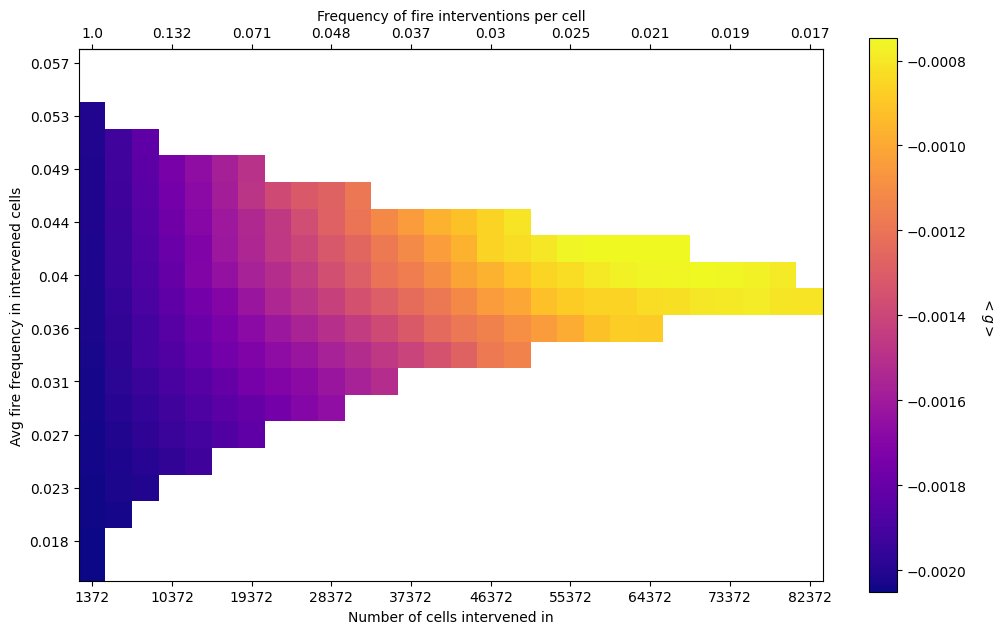 Frequency of fire interventions per cell
1.0 0.132 0.071 0.048 0.037 0.03 0.025 0.021 0.019 0.017
Avg fire frequency in intervened cells
0.057
0.053
0.049
0.044
0.04
0.036
0.031
0.027
0.023
0.018
1372 10372 19372 28372 37372 46372 55372 64372 73372 82372
Number of cells intervened in
−0.0008
−0.0010
−0.0012
−0.0014
−0.0016
−0.0018
−0.0020
< g >